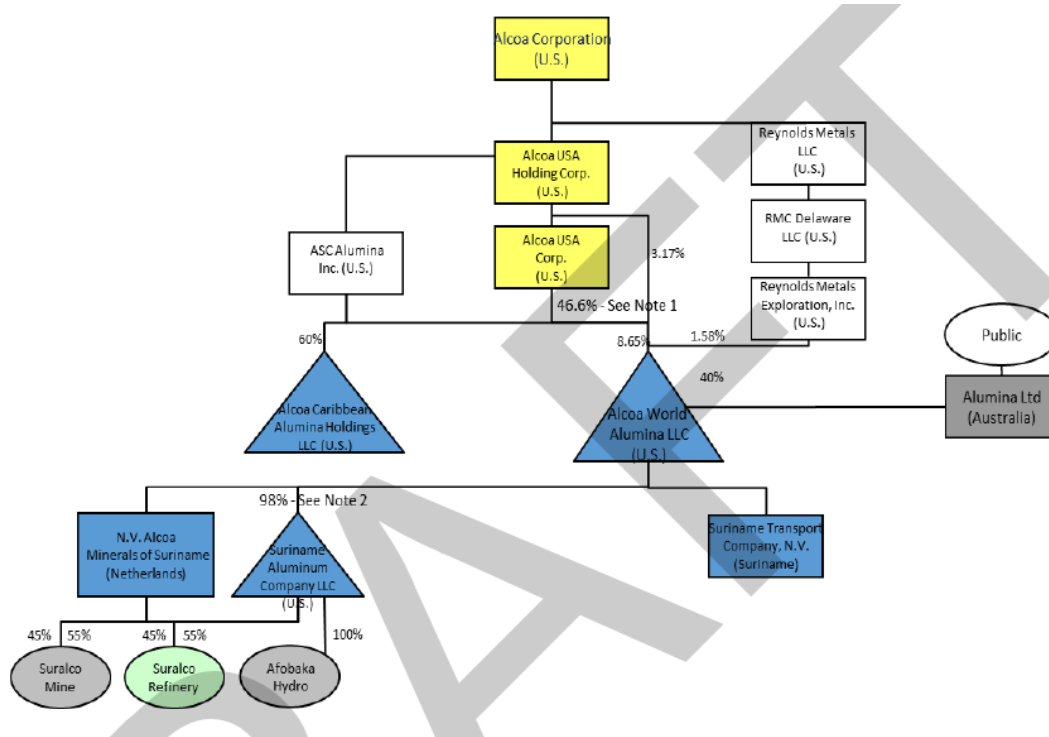 Alcoa Corporation
(U.S.)
Reynolds Metals
LLC
(U.S.)
Alcoa USA
Holding Corp.
(U.S.)
RMC Delaware
LLC (U.S.)
ASC Alumina
Inc. (U.S.)
Alcoa USA
Corp.
(U.S.)
3.17%
Reynolds Metals
Exploration, Inc.
(U.S.)
46.6% - See Note 1
60%
8.65%
1.58%
Public
40%
Alumina Ltd
(Australia)
Alcoa Caribbean
Alumina Holdings
LLC (U.S.)
Alcoa World
Alumina LLC
(U.S.)
98% - See Note 2
N.V. Alcoa
Minerals of Suriname
(Netherlands)
Suriname
Aluminum
Company LLC
(U.S.)
Suriname Transport
Company, N.V.
(Suriname)
45% 55%
45% 55%
100%
Suralco
Mine
Suralco
Refinery
Afobaka
Hydro
DRAFT